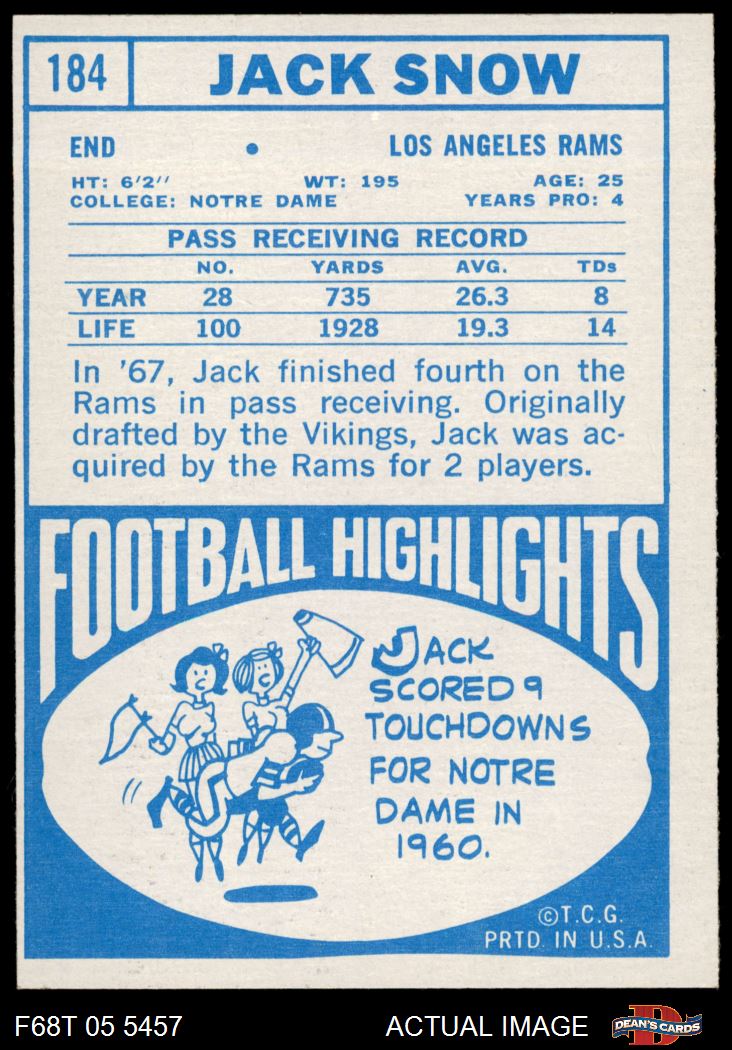 184 JACK SNOW
END • LOS ANGELES RAMS
HT: 6'2" WT: 195 AGE: 25
COLLEGE: NOTRE DAME YEARS PRO: 4
PASS RECEIVING RECORD
NO. YARDS AVG. TDs
YEAR 28 735 26.3 8
LIFE 100 1928 19.3 14
In '67, Jack finished fourth on the
Rams in pass receiving. Originally
drafted by the Vikings, Jack was ac-
quired by the Rams for 2 players.
FOOTBALL HIGHLIGHTS
JACK
SCORED 9
TOUCHDOWNS
FOR NOTRE
DAME IN
1960.
©T.C.G.
PRTD. IN U.S.A.
F68T 05 5457 ACTUAL IMAGE D DEAN'S CARDS